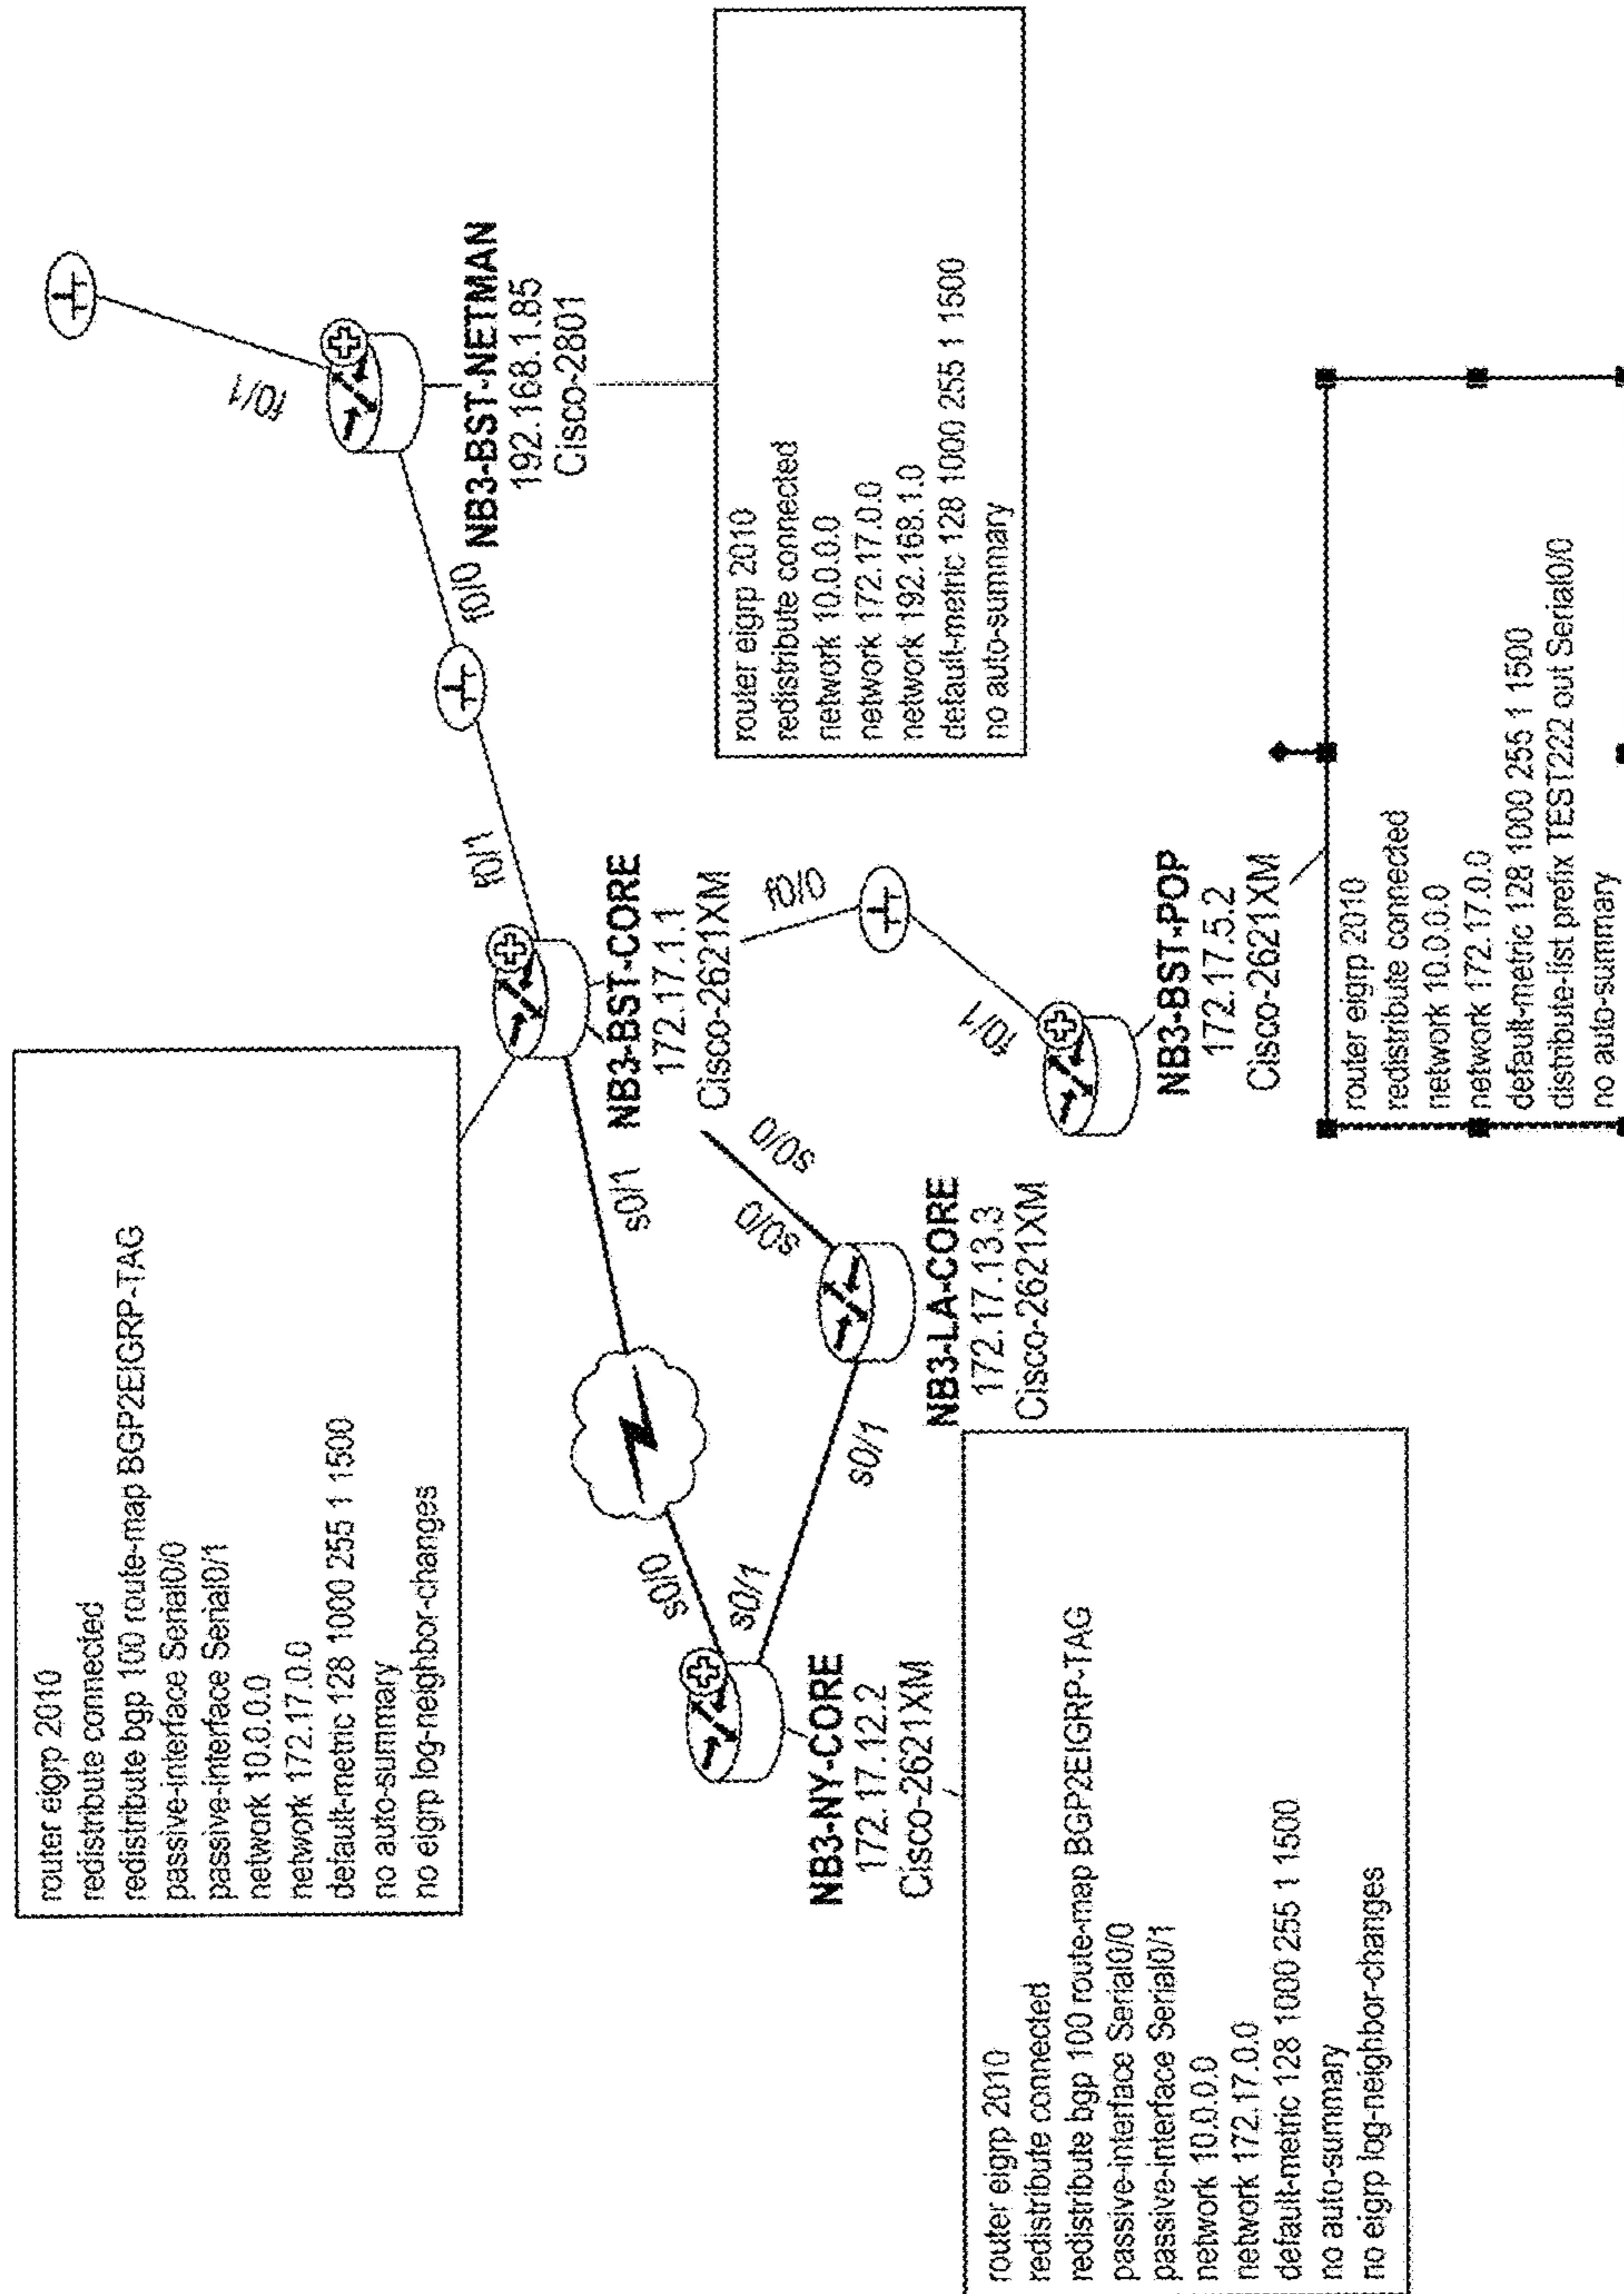 router eigrp 2010
redistribute connected
redistribute bgp 100 route-map BGP2EIGRP-TAG
passive-interface Serial0/0
passive-interface Serial0/1
network 10.0.0.0
network 172.17.0.0
default-metric 128 1000 255 1 1500
no auto-summary
no eigrp log-neighbor-changes
f0/1
NB3-BST-NETMAN
192.168.1.85
Cisco-2801
f0/0
f0/1
s0/1
NB3-BST-CORE
172.17.1.1
Cisco-2621XM
f0/0
s0/0
s0/0
s0/0
s0/1
s0/1
NB3-NY-CORE
172.17.12.2
Cisco-2621XM
NB3-LA-CORE
172.17.13.3
Cisco-2621XM
f0/1
NB3-BST-POP
172.17.5.2
Cisco-2621XM
router eigrp 2010
redistribute connected
network 10.0.0.0
network 172.17.0.0
network 192.168.1.0
default-metric 128 1000 255 1 1500
no auto-summary
router eigrp 2010
redistribute connected
redistribute bgp 100 route-map BGP2EIGRP-TAG
passive-interface Serial0/0
passive-interface Serial0/1
network 10.0.0.0
network 172.17.0.0
default-metric 128 1000 255 1 1500
no auto-summary
no eigrp log-neighbor-changes
router eigrp 2010
redistribute connected
network 10.0.0.0
network 172.17.0.0
default-metric 128 1000 255 1 1500
distribute-list prefix TEST222 out Serial0/0
no auto-summary